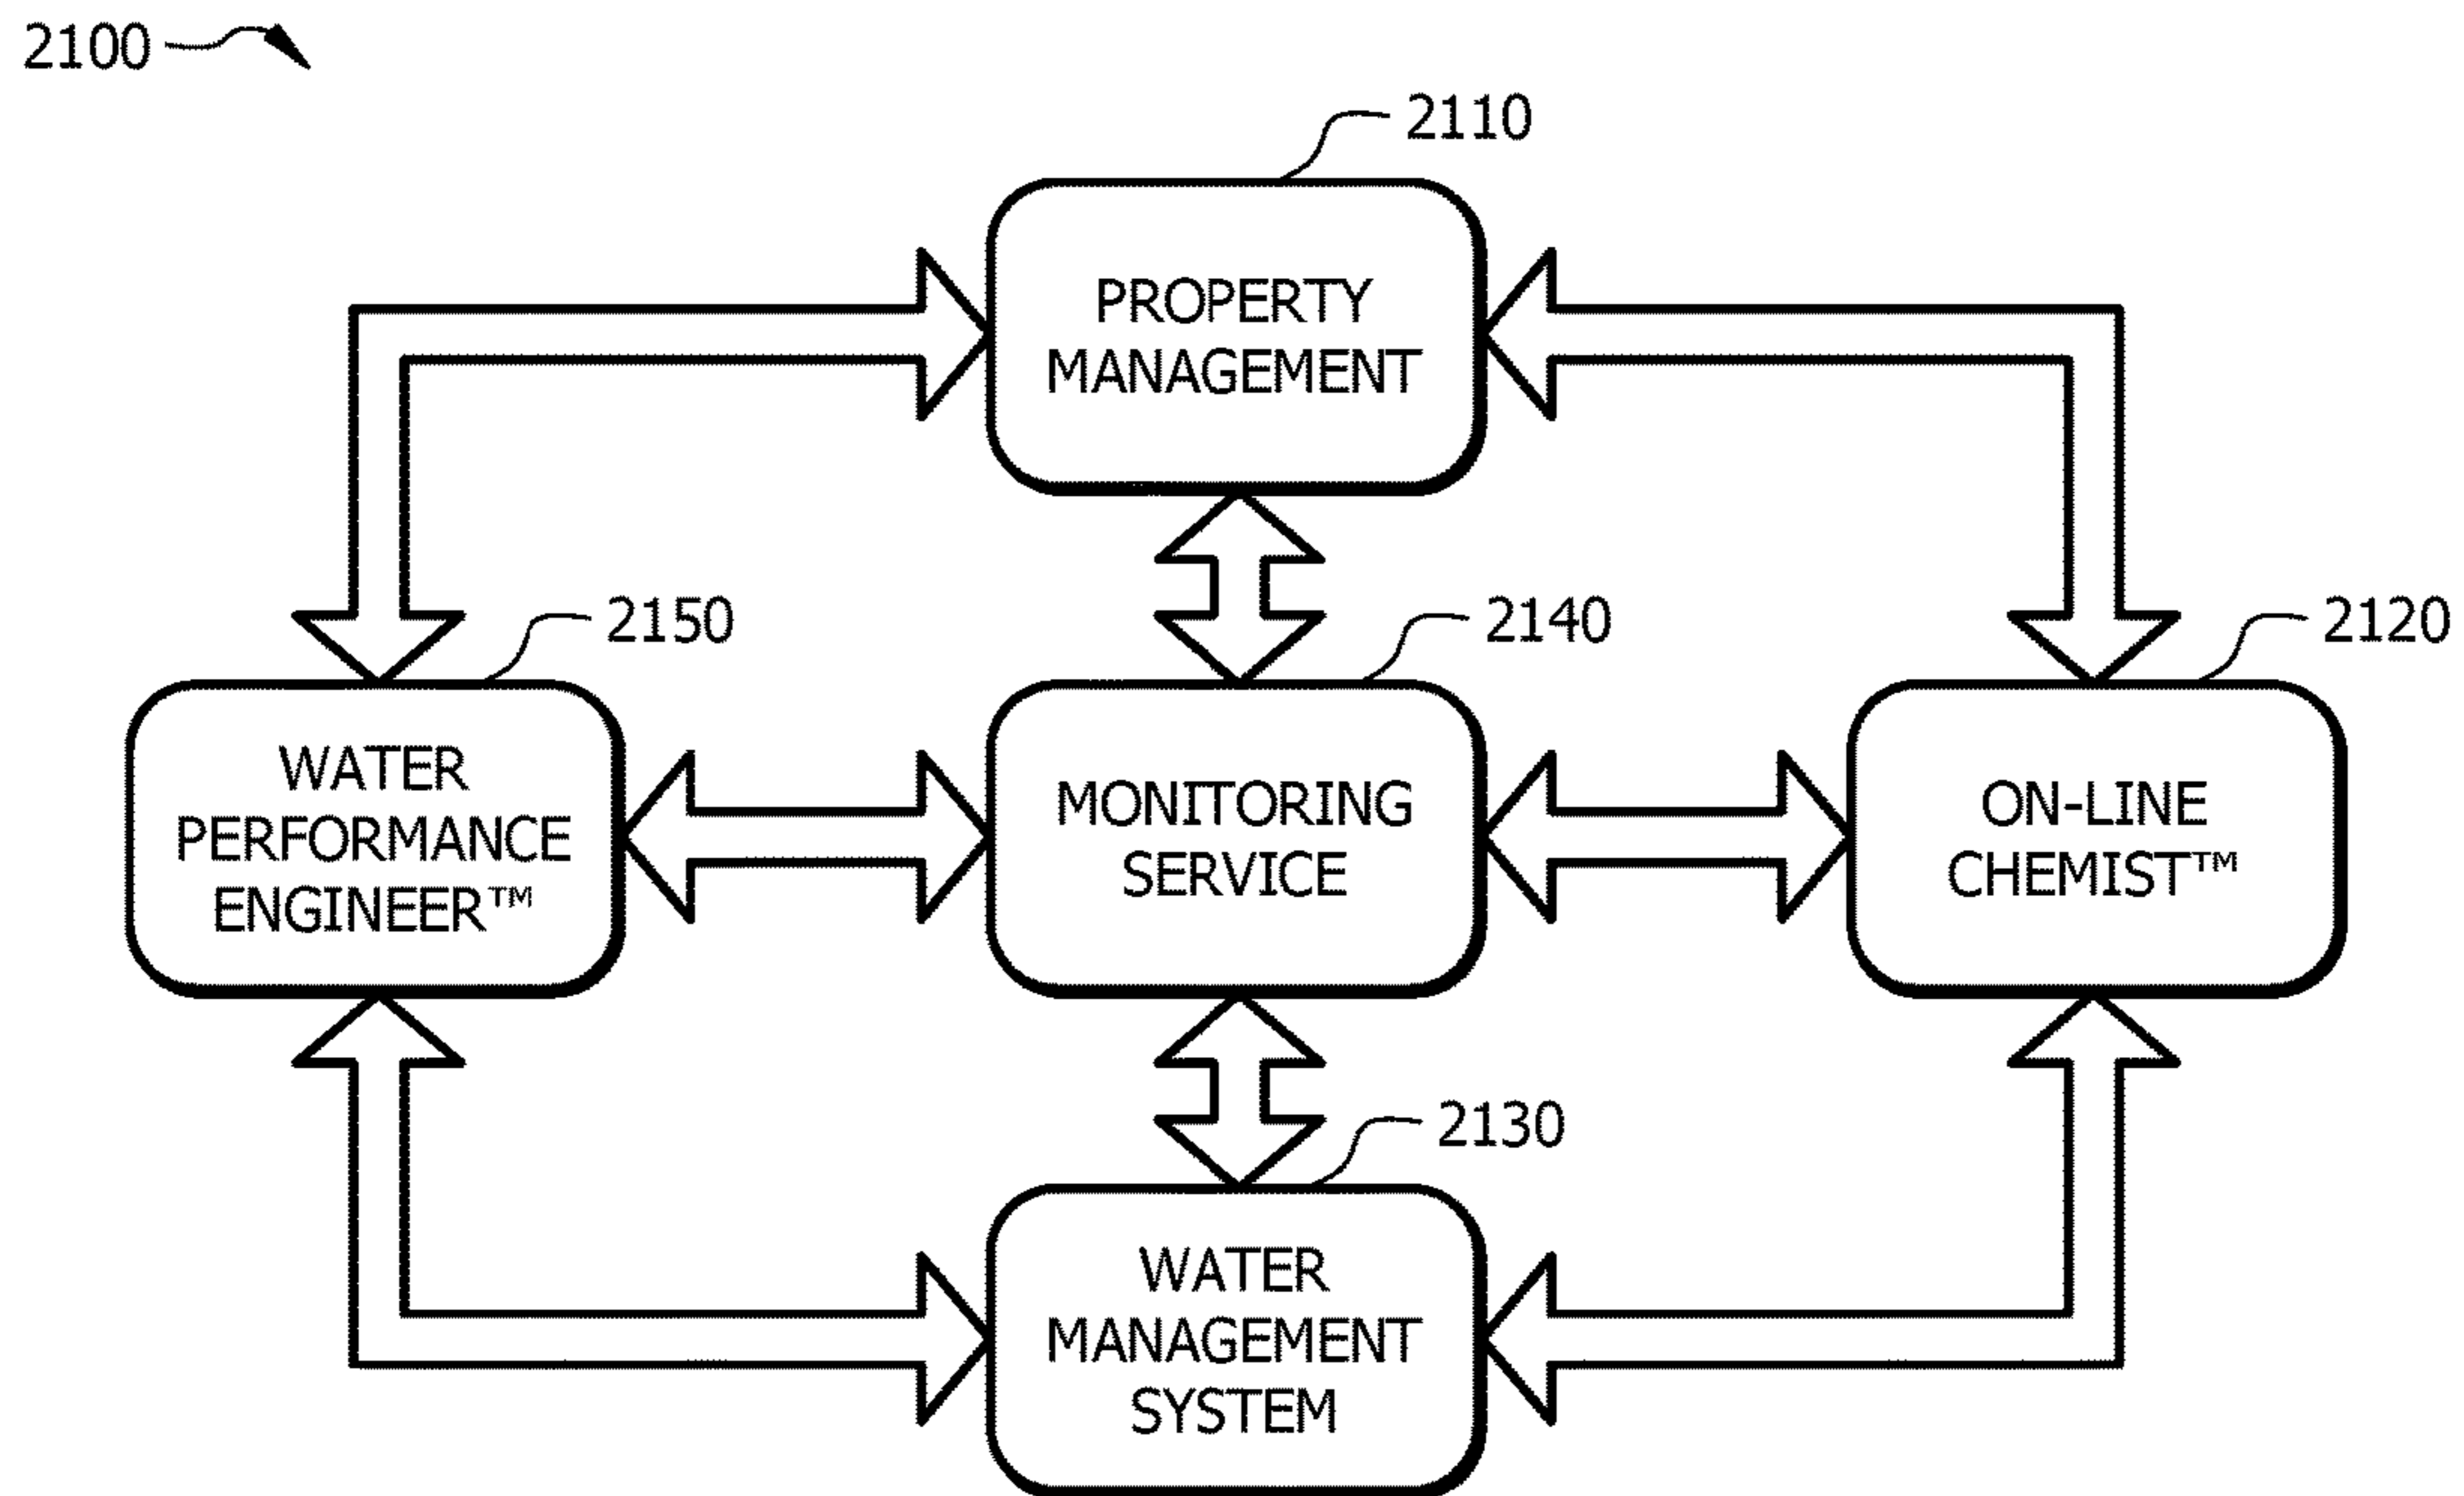 2100
2110
PROPERTY
MANAGEMENT
2150
2140
2120
WATER
PERFORMANCE
ENGINEER™
MONITORING
SERVICE
ON-LINE
CHEMIST™
2130
WATER
MANAGEMENT
SYSTEM